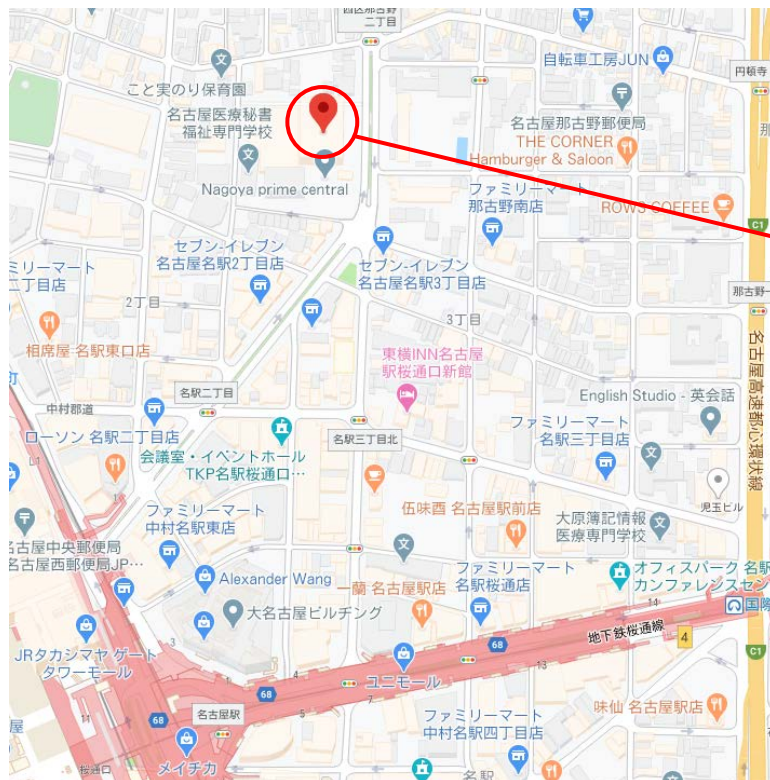 西区那古野
二丁目
自転車工房JUN
円頓寺
こと実のり保育園
名古屋医療秘書
福祉専門学校
名古屋那古野郵便局
THE CORNER
Hamburger & Saloon
Nagoya prime central
ファミリーマート
那古野南店
ROWS COFFEE
C1
セブン-イレブン
名古屋名駅2丁目店
セブン-イレブン
名古屋名駅3丁目店
ミリーマート
二丁目店
2丁目
3丁目
那古野一
相席屋 名駅東口店
東横INN名古屋
駅桜通口新館
名古屋高速都心環状線
町
名駅二丁目
中村郡道
English Studio - 英会話
ローソン 名駅二丁目店
会議室・イベントホール
TKP名駅桜通口…
名駅三丁目北
ファミリーマート
名駅三丁目店
児玉ビル
ファミリーマート
中村名駅東店
伍味酉 名古屋駅前店
大原簿記情報
医療専門学校
古屋中央郵便局
名古屋西郵便局JP…
Alexander Wang
一蘭 名古屋駅店
ファミリーマート
名駅桜通店
オフィスパーク 名駅
カンファレンスセン
大名古屋ビルヂング
14
国際
地下鉄桜通線
4
68
C1
JRタカシマヤ ゲート
タワーモール
ユニモール
13
3
4
68
7
5
11
68
名古屋駅
味仙 名古屋駅店
屋
ファミリーマート
中村名駅四丁目店
桜通口
メイチカ
名駅